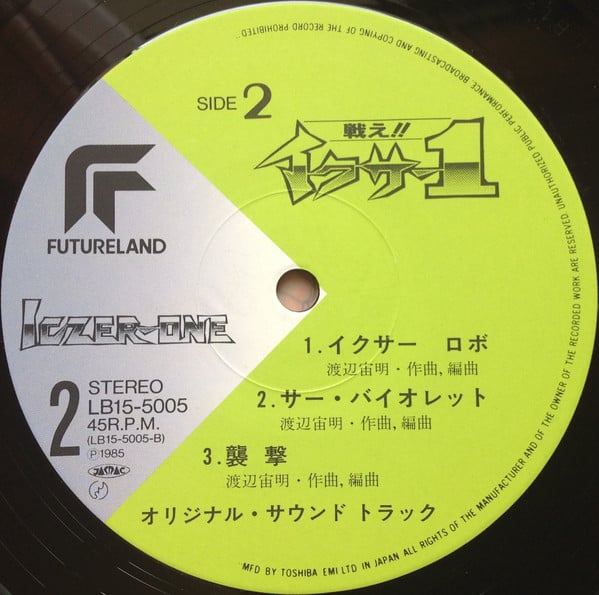 SIDE 2
戦え!!
イクサー1
FUTURELAND
ICZER-ONE
2
STEREO
LB15-5005
45R.P.M.
(LB15-5005-B)
Ⓟ1985
JASRAC
1.イクサー ロボ
渡辺宙明・作曲,編曲
2.サー・バイオレット
渡辺宙明・作曲,編曲
3.襲 撃
渡辺宙明・作曲,編曲
オリジナル・サウンド トラック
"MFD BY TOSHIBA EMI LTD IN JAPAN ALL RIGHTS OF THE MANUFACTURER AND OF THE OWNER OF THE RECORDED WORK ARE RESERVED. UNAUTHORIZED PUBLIC PERFORMANCE BROADCASTING AND COPYING OF THE RECORD PROHIBITED"